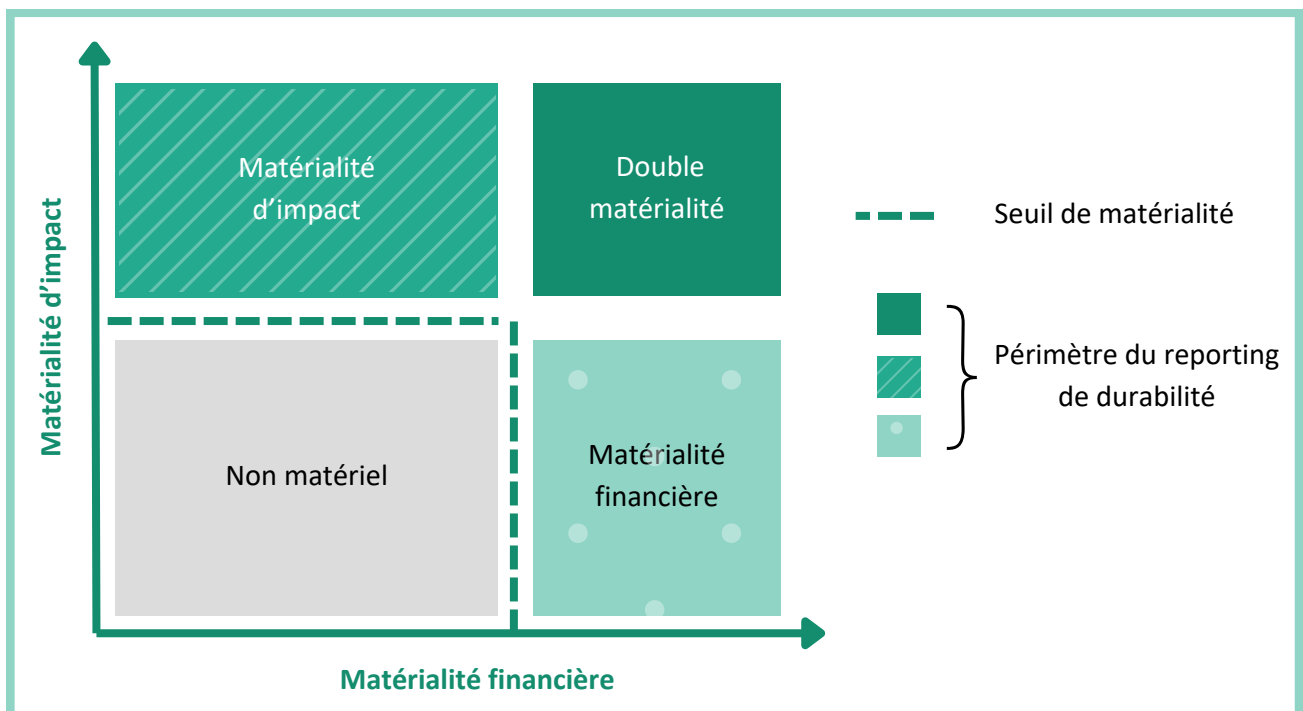 Matérialité d'impact
Matérialité
d'impact
Double
matérialité
Non matériel
Matérialité
financière
Matérialité financière
Seuil de matérialité
Périmètre du reporting
de durabilité